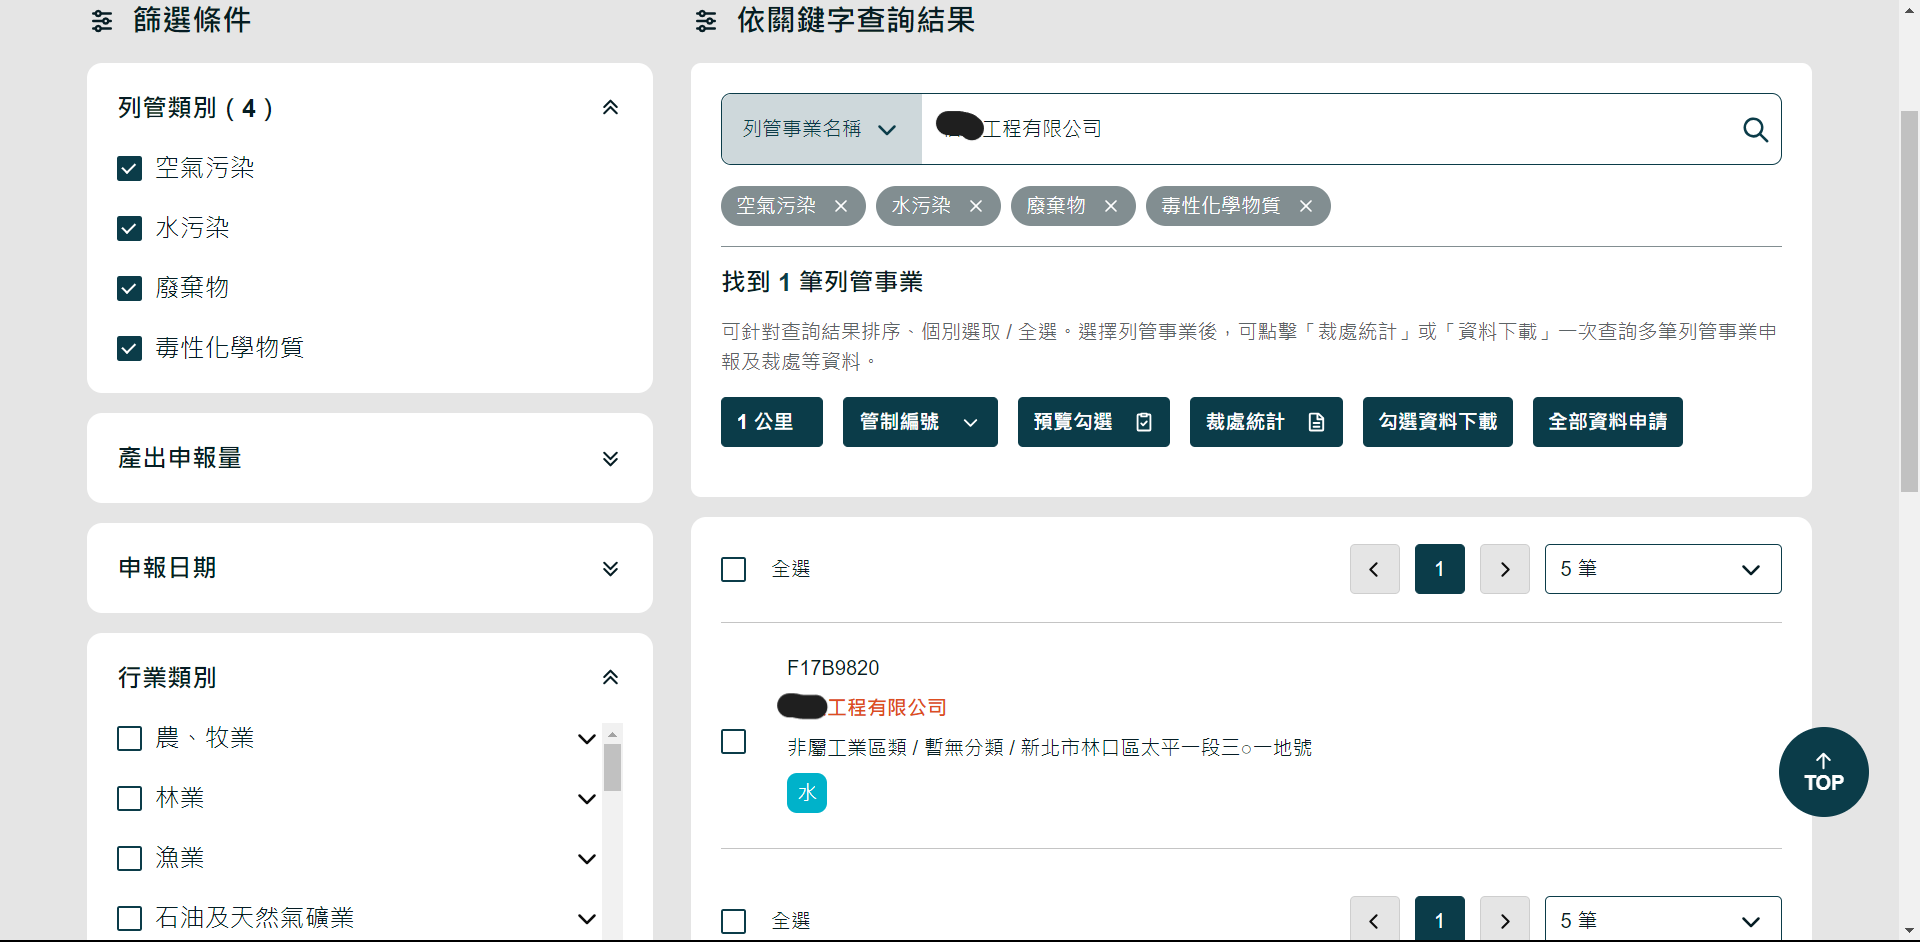 篩選條件
列管類別 ( 4 )
空氣污染
水污染
廢棄物
毒性化學物質
產出申報量
申報日期
行業類別
農、牧業
林業
漁業
石油及天然氣礦業
依關鍵字查詢結果
列管事業名稱
工程有限公司
空氣污染 ×
水污染 ×
廢棄物 ×
毒性化學物質 ×
找到 1 筆列管事業
可針對查詢結果排序、個別選取 / 全選。選擇列管事業後，可點擊「裁處統計」或「資料下載」一次查詢多筆列管事業申
報及裁處等資料。
1 公里
管制編號
預覽勾選
裁處統計
勾選資料下載
全部資料申請
全選
1
5 筆
F17B9820
工程有限公司
非屬工業區類 / 暫無分類 / 新北市林口區太平一段三○一地號
水
TOP
全選
1
5 筆